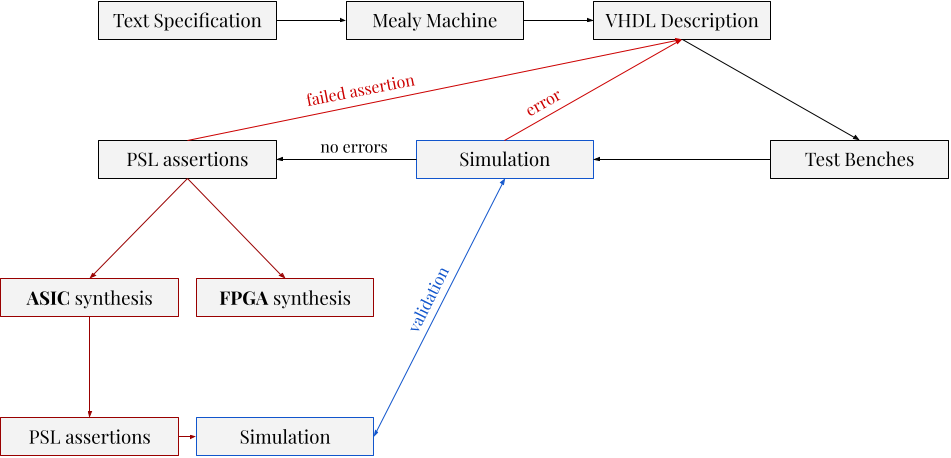 Text Specification
Mealy Machine
VHDL Description
failed assertion
error
PSL assertions
no errors
Simulation
Test Benches
ASIC synthesis
FPGA synthesis
validation
PSL assertions
Simulation